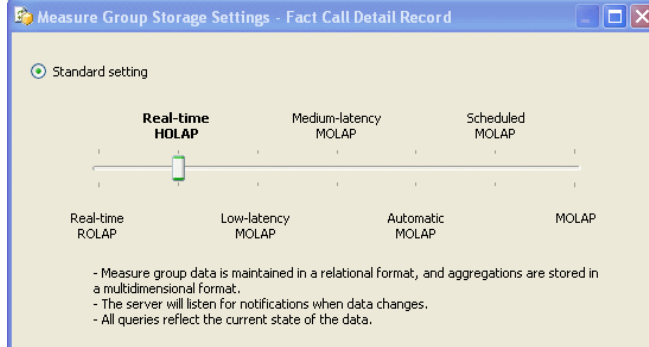 Measure Group Storage Settings - Fact Call Detail Record
Standard setting
Real-time
HOLAP
Medium-latency
MOLAP
Scheduled
MOLAP
Real-time
ROLAP
Low-latency
MOLAP
Automatic
MOLAP
MOLAP
- Measure group data is maintained in a relational format, and aggregations are stored in
a multidimensional format.
- The server will listen for notifications when data changes.
- All queries reflect the current state of the data.